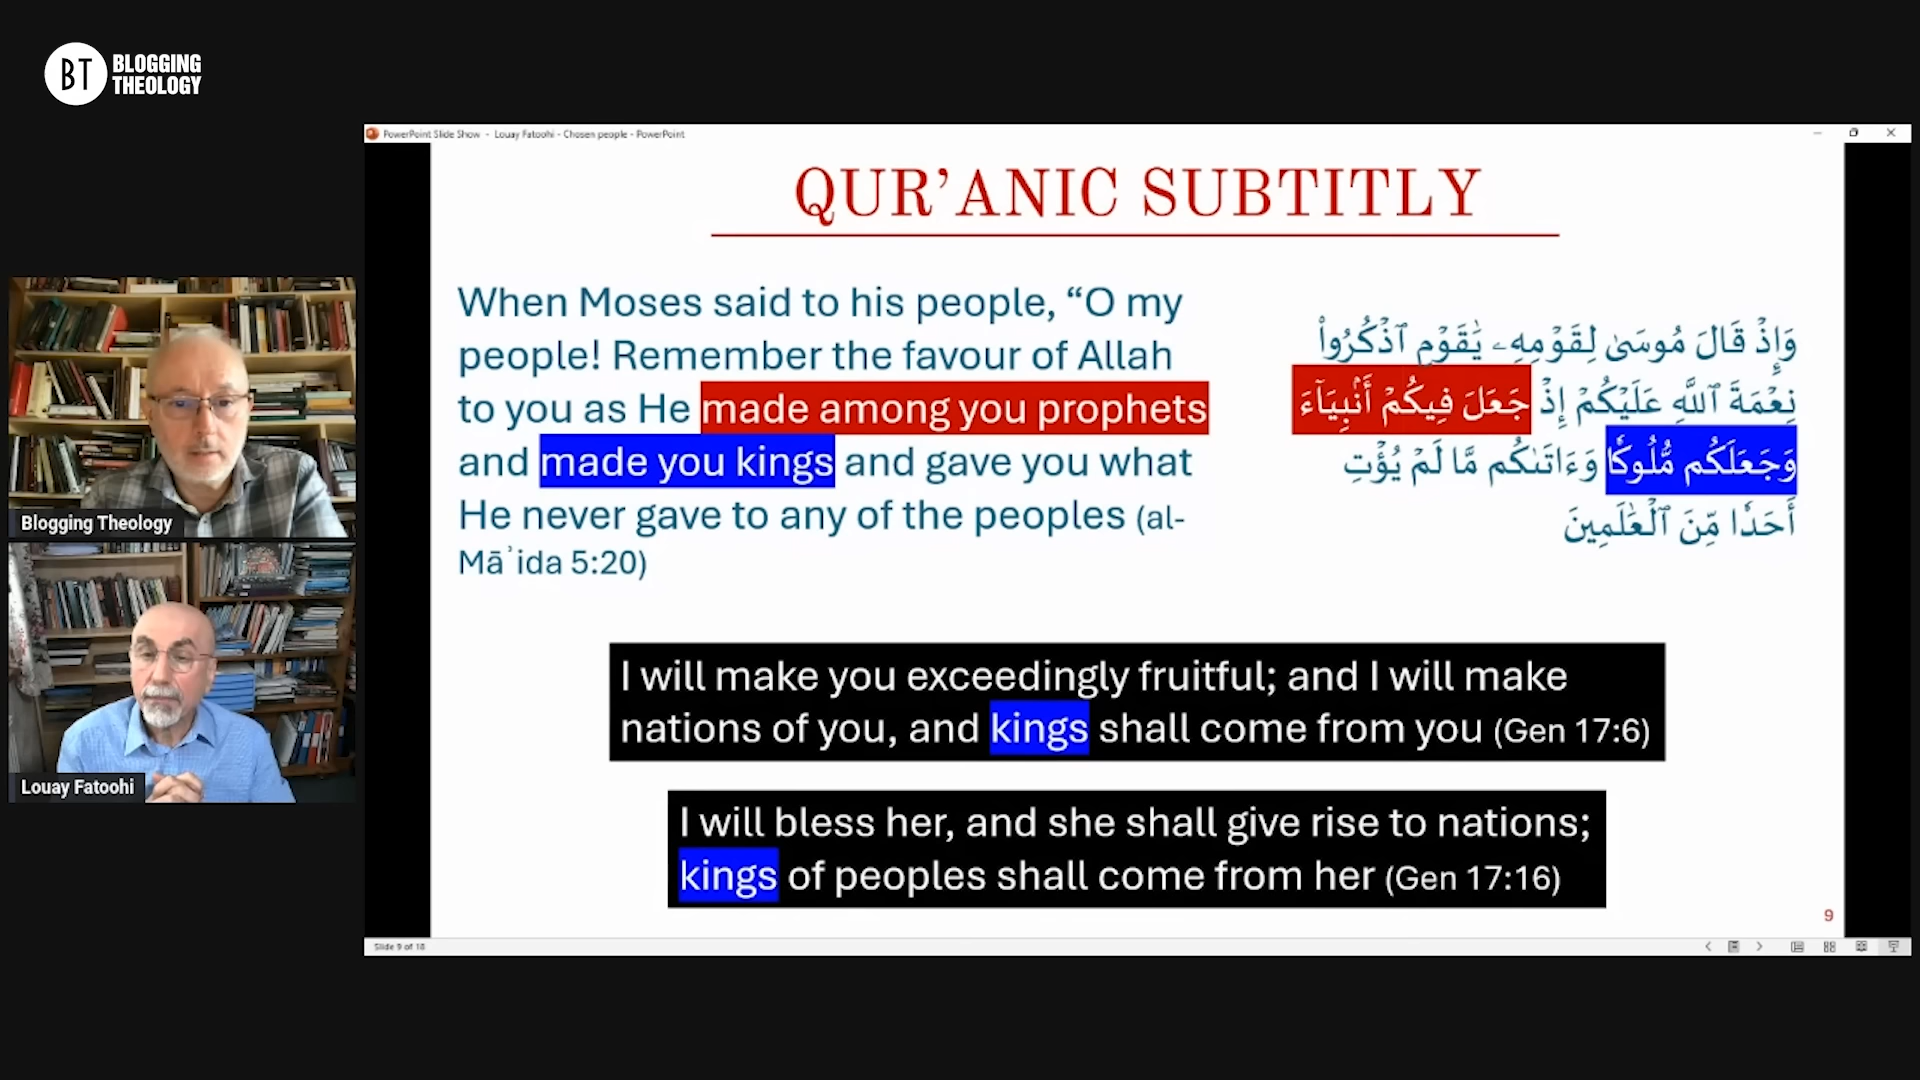 BT
BLOGGING
THEOLOGY
PowerPoint Slide Show - Louay Fatoohi - Chosen people - PowerPoint
QUR’ANIC SUBTITLY
When Moses said to his people, “O my
people! Remember the favour of Allah
to you as He made among you prophets
and made you kings and gave you what
He never gave to any of the peoples (al-
Māʾida 5:20)
وَإِذۡ قَالَ مُوسَىٰ لِقَوۡمِهِۦ يَٰقَوۡمِ ٱذۡكُرُواْ
نِعۡمَةَ ٱللَّهِ عَلَيۡكُمۡ إِذۡ جَعَلَ فِيكُمۡ أَنۢبِيَآءَ
وَجَعَلَكُم مُّلُوكٗا وَءَاتَىٰكُم مَّا لَمۡ يُؤۡتِ
أَحَدٗا مِّنَ ٱلۡعَٰلَمِينَ
I will make you exceedingly fruitful; and I will make
nations of you, and kings shall come from you (Gen 17:6)
I will bless her, and she shall give rise to nations;
kings of peoples shall come from her (Gen 17:16)
9
Slide 9 of 18
Blogging Theology
Louay Fatoohi